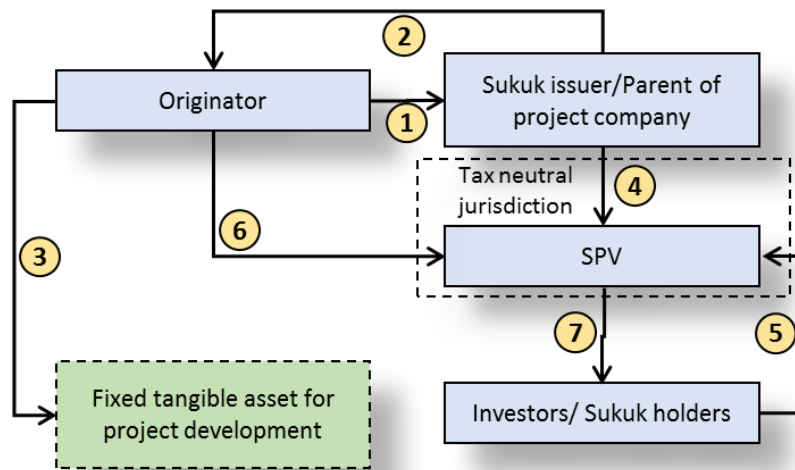 2
Originator
1
Sukuk issuer/Parent of
project company
Tax neutral
jurisdiction
4
6
3
SPV
7
5
Fixed tangible asset for
project development
Investors/ Sukuk holders